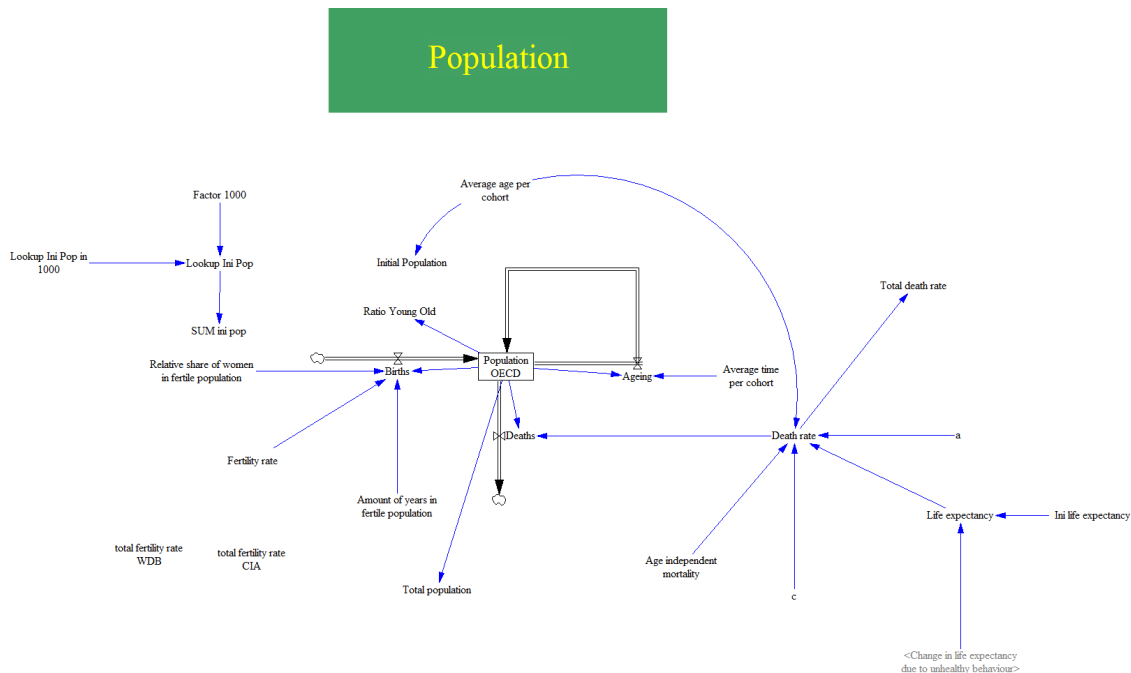 Population
Average age per
cohort
Factor 1000
Lookup Ini Pop in
1000
Lookup Ini Pop
Initial Population
Total death rate
Ratio Young Old
SUM ini pop
Relative share of women
in fertile population
Births
Population
OECD
Ageing
Average time
per cohort
Deaths
Death rate
a
Fertility rate
Amount of years in
fertile population
Life expectancy
Ini life expectancy
total fertility rate
WDB
total fertility rate
CIA
Age independent
mortality
Total population
c
<Change in life expectancy
due to unhealthy behaviour>